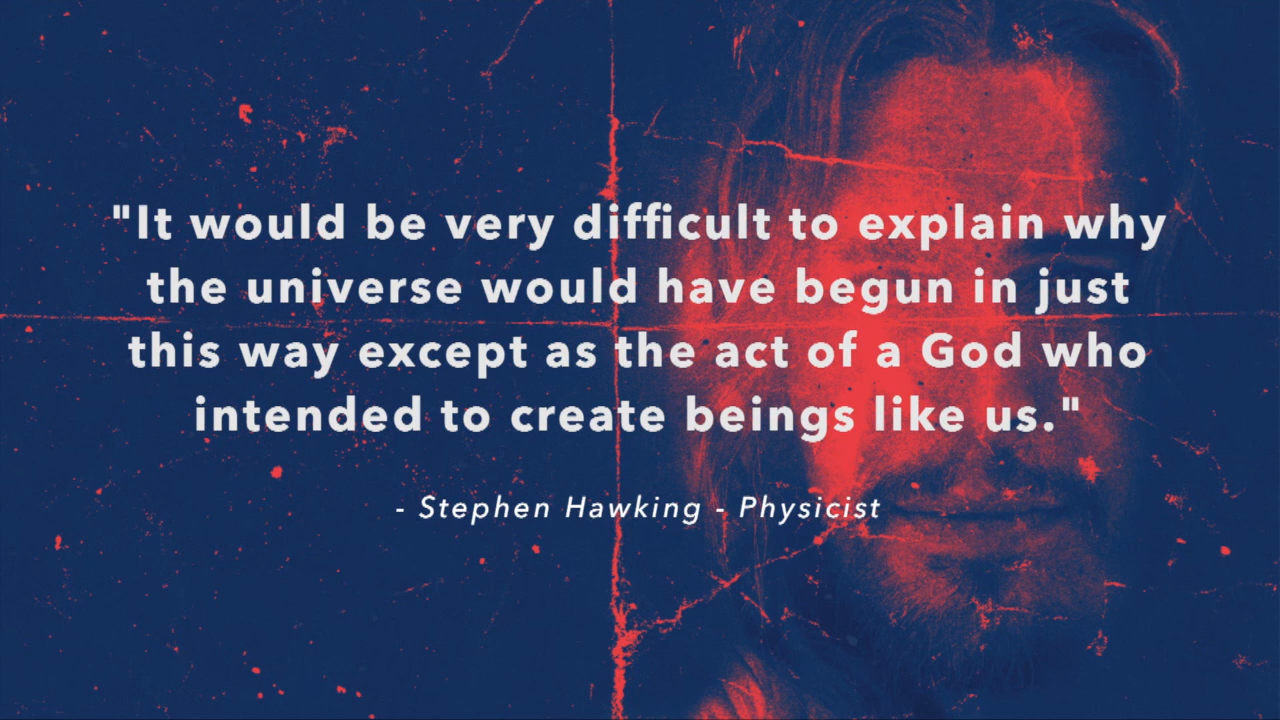 "It would be very difficult to explain why
the universe would have begun in just
this way except as the act of a God who
intended to create beings like us."
- Stephen Hawking - Physicist